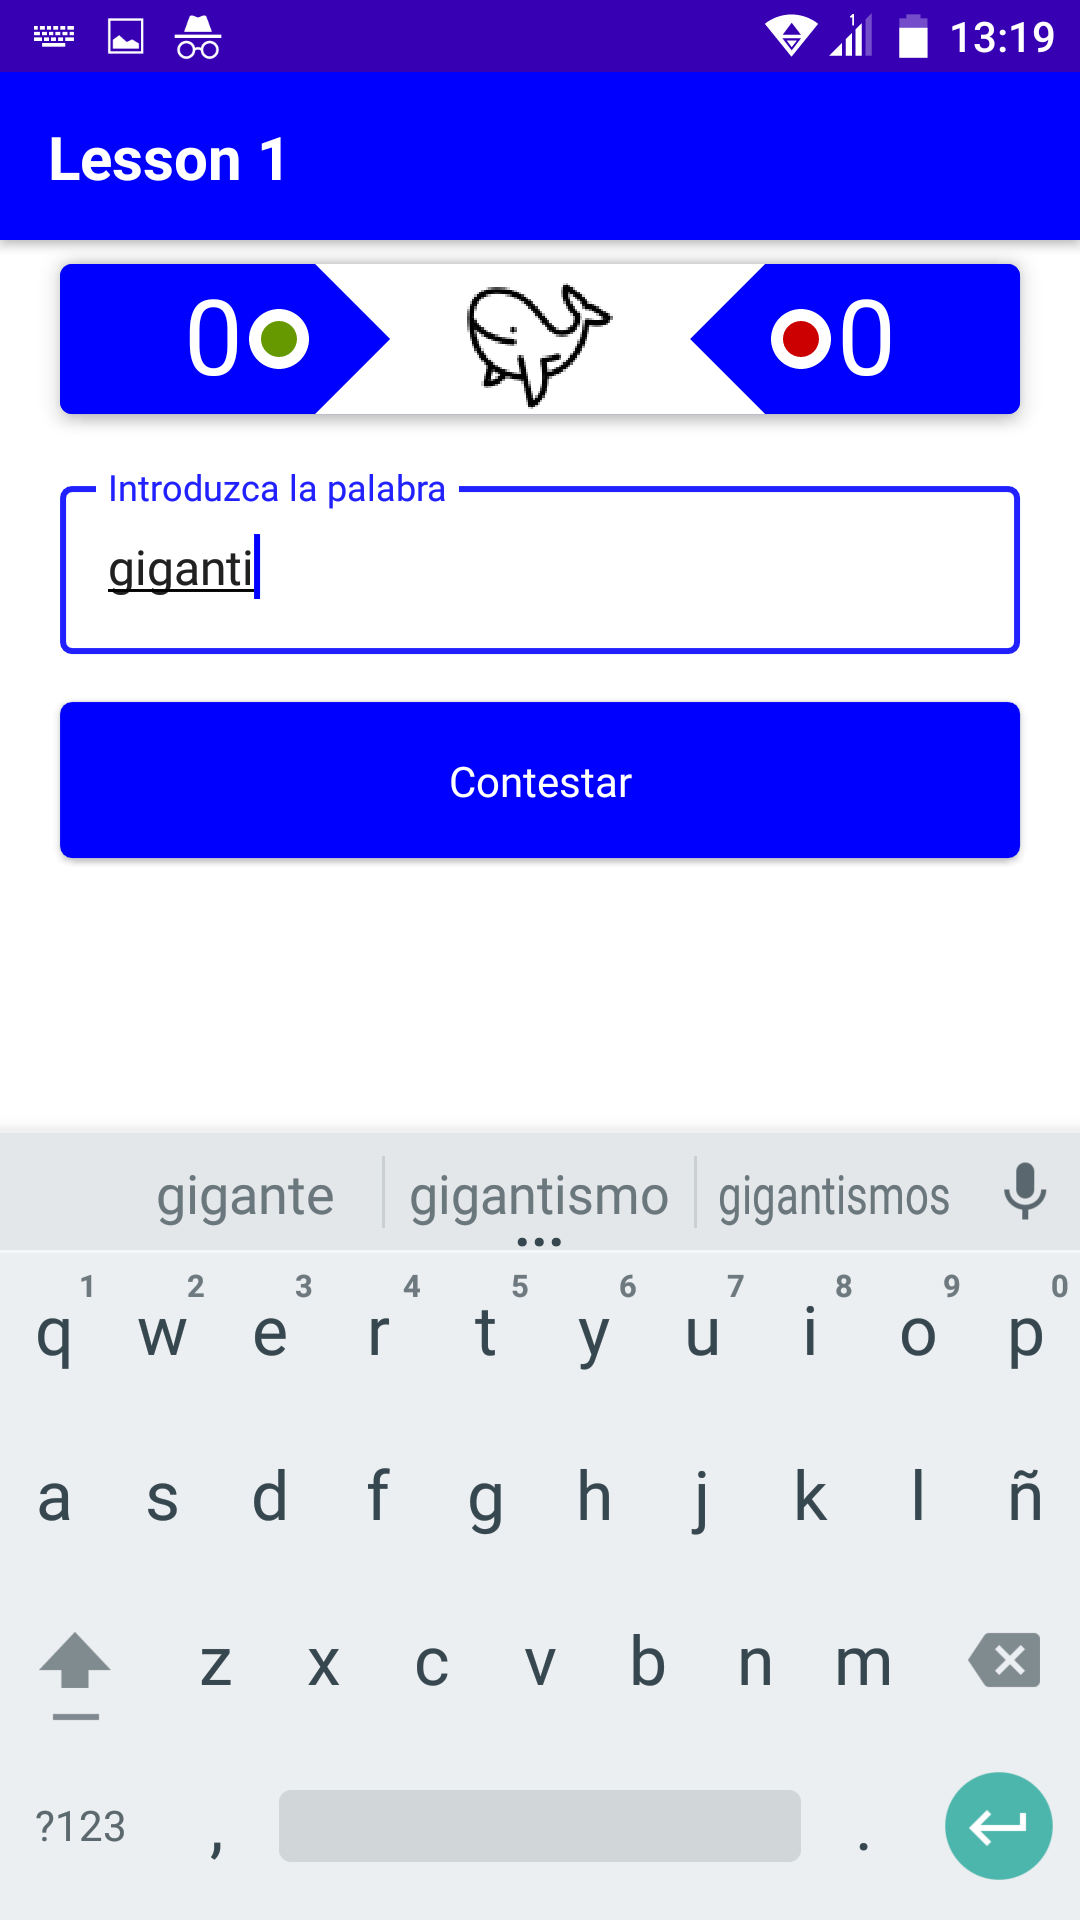 13:19
Lesson 1
0 0
Introduzca la palabra
giganti
Contestar
gigante gigantismo gigantismos
1 2 3 4 5 6 7 8 9 0
q w e r t y u i o p
a s d f g h j k l ñ
z x c v b n m
?123 , .